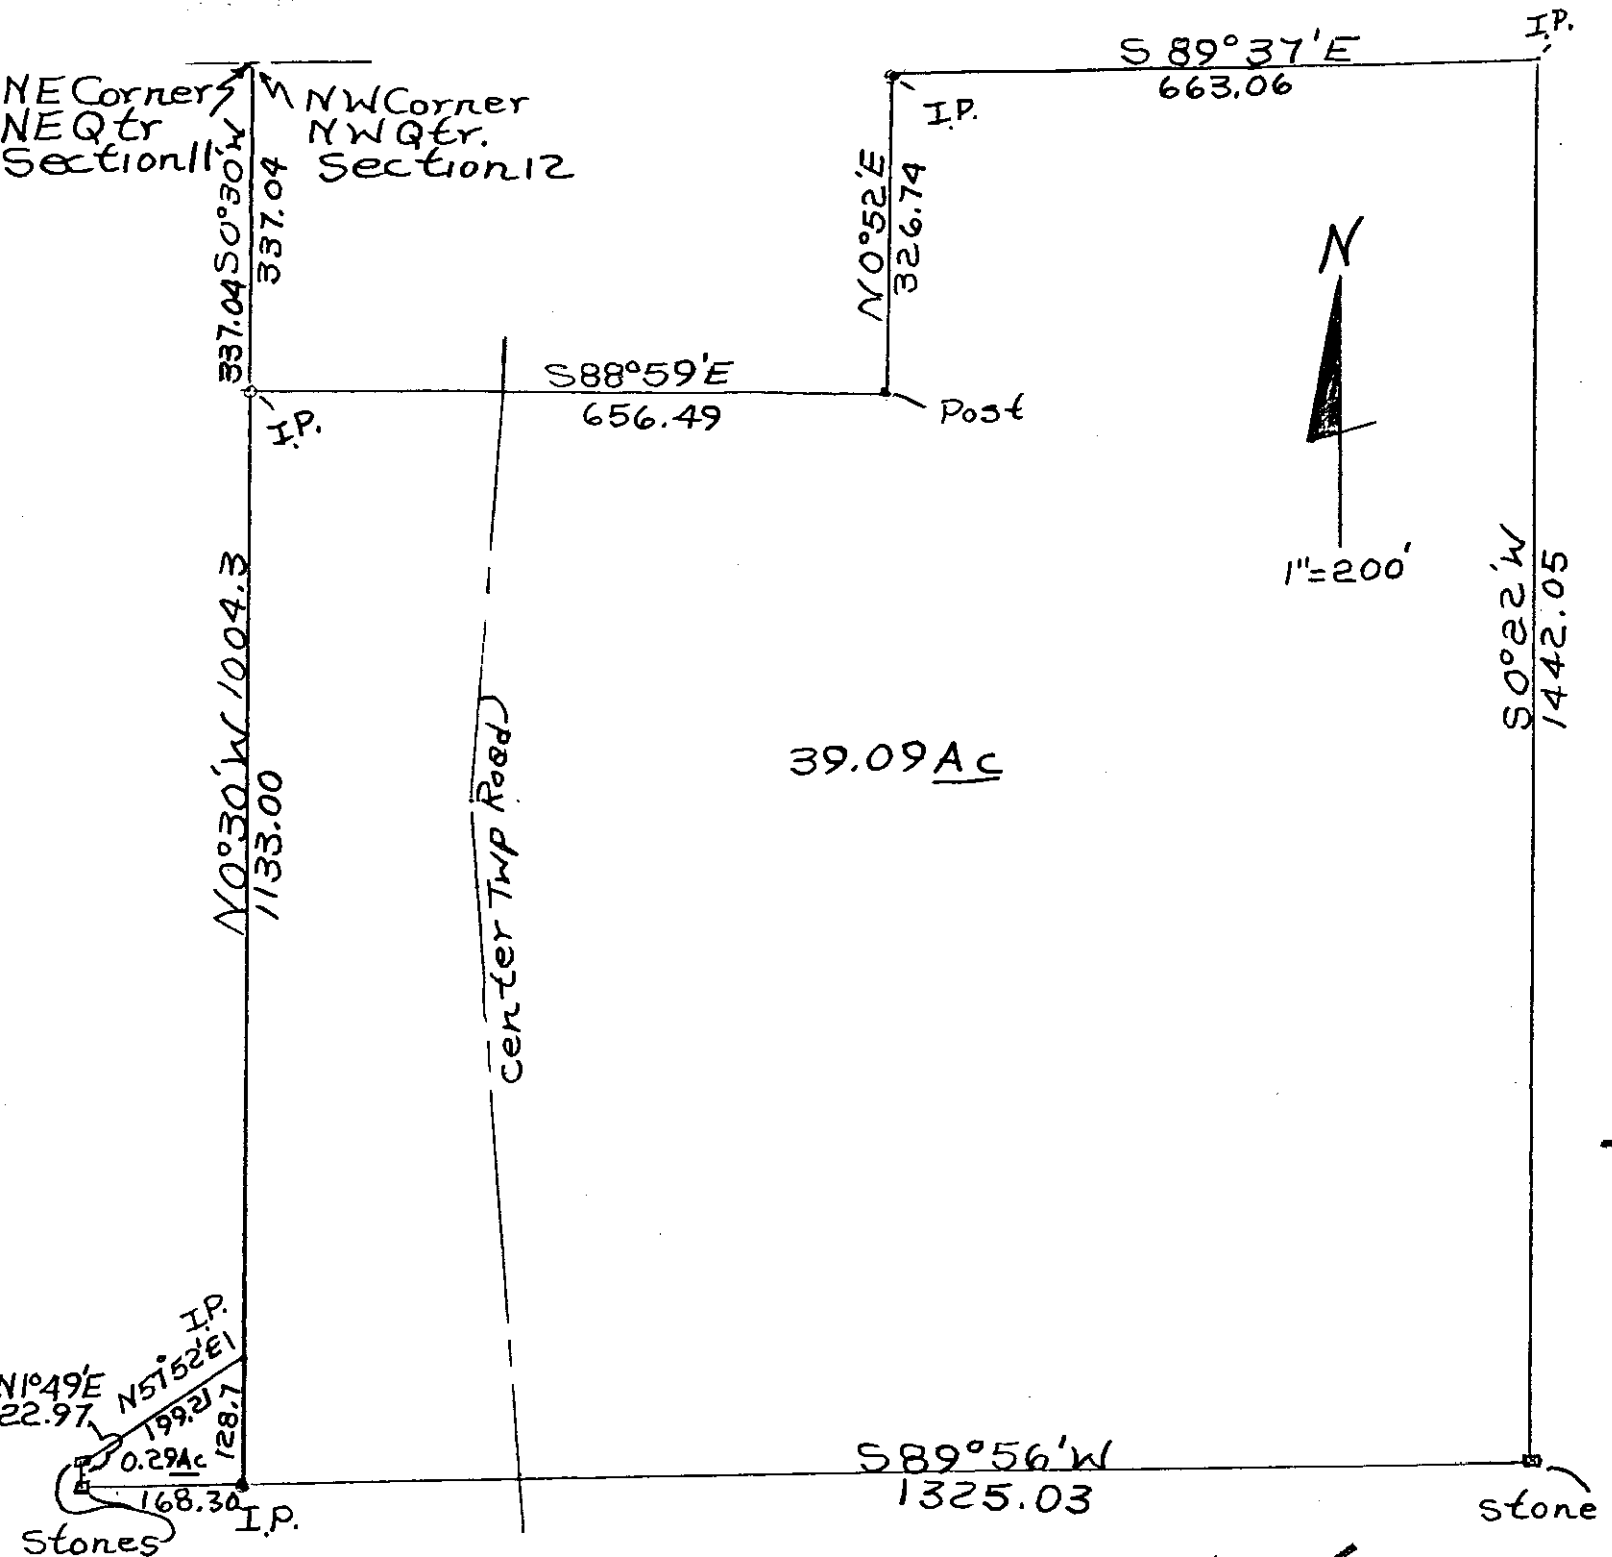 I.P.
S 89°37'E
663.06
NE Corner
NE Qtr
Section 11
NW Corner
NW Qtr.
Section 12
I.P.
S0°30'W
337.04
337.04
N0°52'E
326.74
N
S88°59'E
656.49
Post
I.P.
1"=200'
N0°30'W 1004.3
1133.00
S0°22'W
1442.05
39.09 Ac
Center Twp Road
I.P.
N57°52'E
199.21
N1°49'E
22.97
128.7
0.29Ac
168.30
I.P.
Stones
S89°56'W
1325.03
Stone